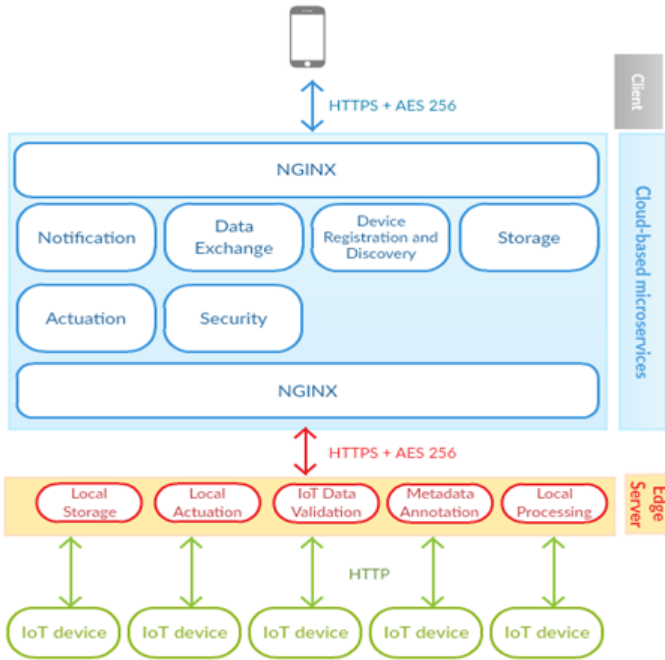 Client
HTTPS + AES 256
Cloud-based microservices
NGINX
Notification
Data
Exchange
Device
Registration and
Discovery
Storage
Actuation
Security
NGINX
HTTPS + AES 256
Edge
Server
Local
Storage
Local
Actuation
IoT Data
Validation
Metadata
Annotation
Local
Processing
HTTP
IoT device
IoT device
IoT device
IoT device
IoT device